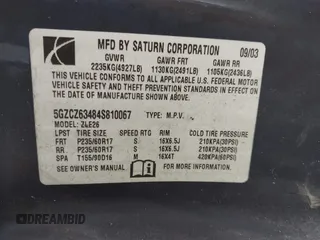 MFD BY SATURN CORPORATION 09/03
GVWR GAWR FRT GAWR RR
2235KG(4927LB) 1130KG(2491LB) 1105KG(2436LB)
THIS VEHICLE CONFORMS TO ALL APPLICABLE U.S. FEDERAL MOTOR
VEHICLE SAFETY AND THEFT PREVENTION STANDARDS IN EFFECT ON
THE DATE OF MANUFACTURE SHOWN ABOVE.
5GZCZ63484S810067 TYPE: M.P.V.
MODEL: ZLE26
LPST TIRE SIZE SPEED RTG RIM COLD TIRE PRESSURE
FRT P235/60R17 S 16X6.5J 210KPA(30PSI)
RR P235/60R17 S 16X6.5J 210KPA(30PSI)
SPA T155/90D16 M 16X4T 420KPA(60PSI)
SEE OWNER'S MANUAL FOR MORE INFORMATION.
DREAMBID